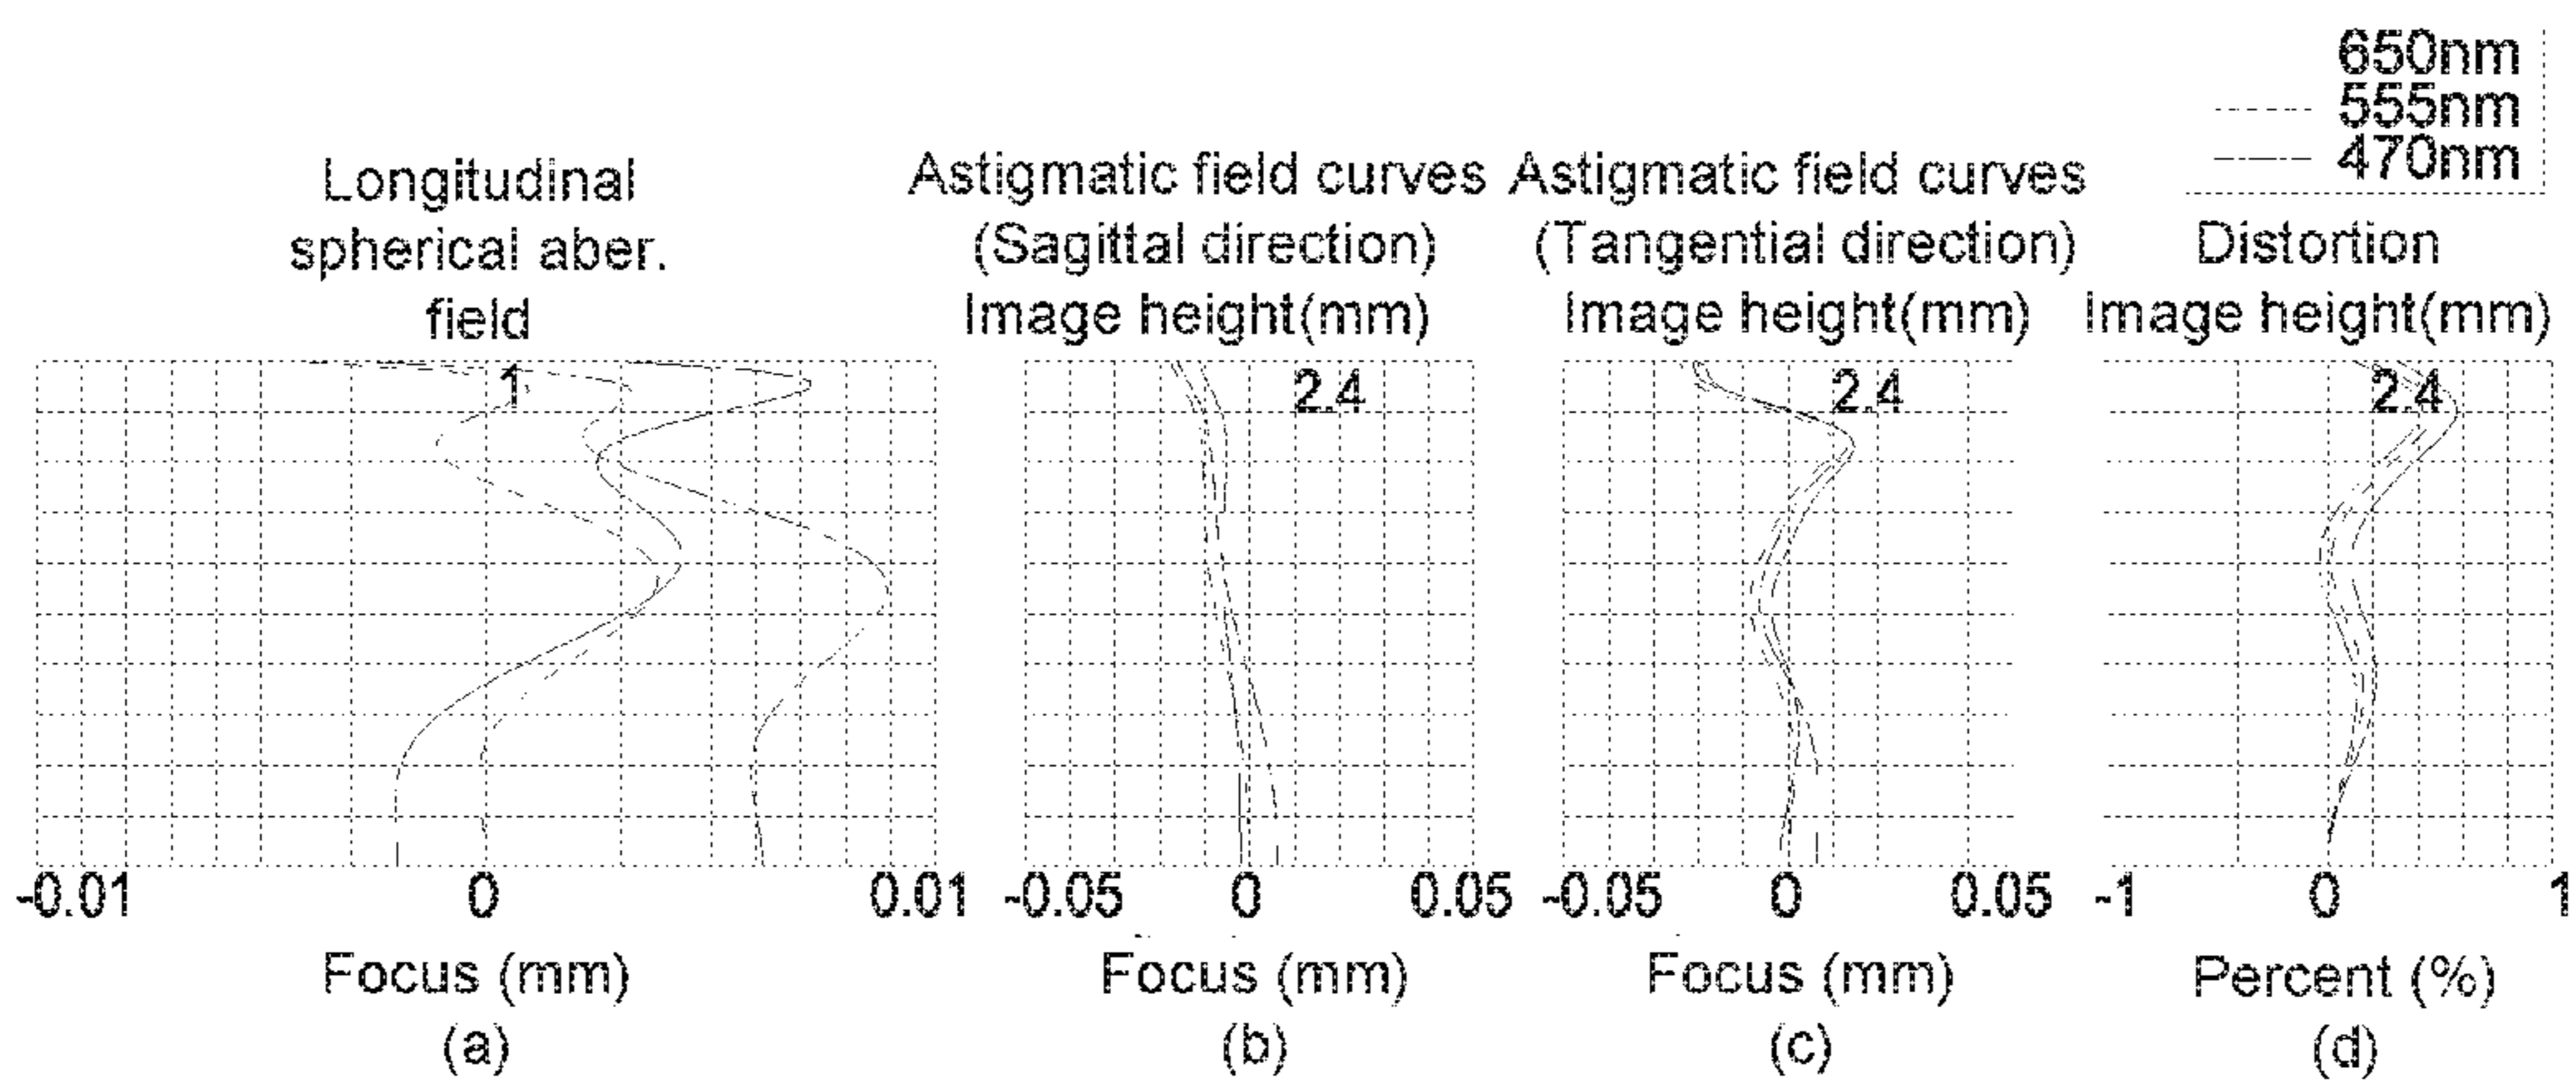 650nm
555nm
470nm
Longitudinal
spherical aber.
field
Astigmatic field curves
(Sagittal direction)
Image height(mm)
Astigmatic field curves
(Tangential direction)
Image height(mm)
Distortion
Image height(mm)
1
2.4
2.4
2.4
-0.01 0 0.01
-0.05 0 0.05
-0.05 0 0.05
-1 0 1
Focus (mm)
Focus (mm)
Focus (mm)
Percent (%)
(a)
(b)
(c)
(d)